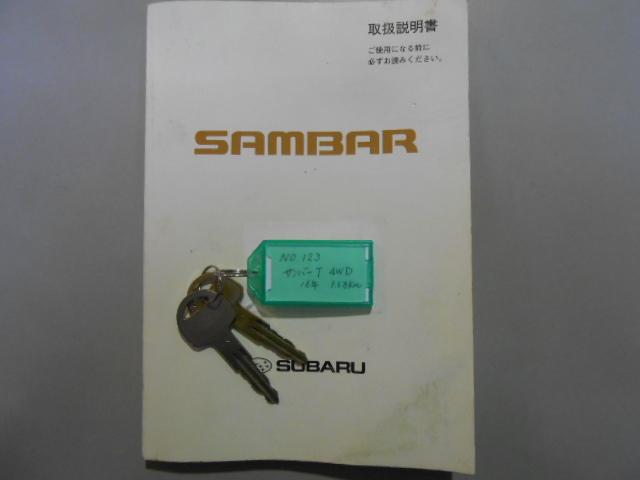 取扱説明書
ご使用になる前に
必ずお読みください。
SAMBAR
NO.123
サンバーT 4WD
16年
SUBARU